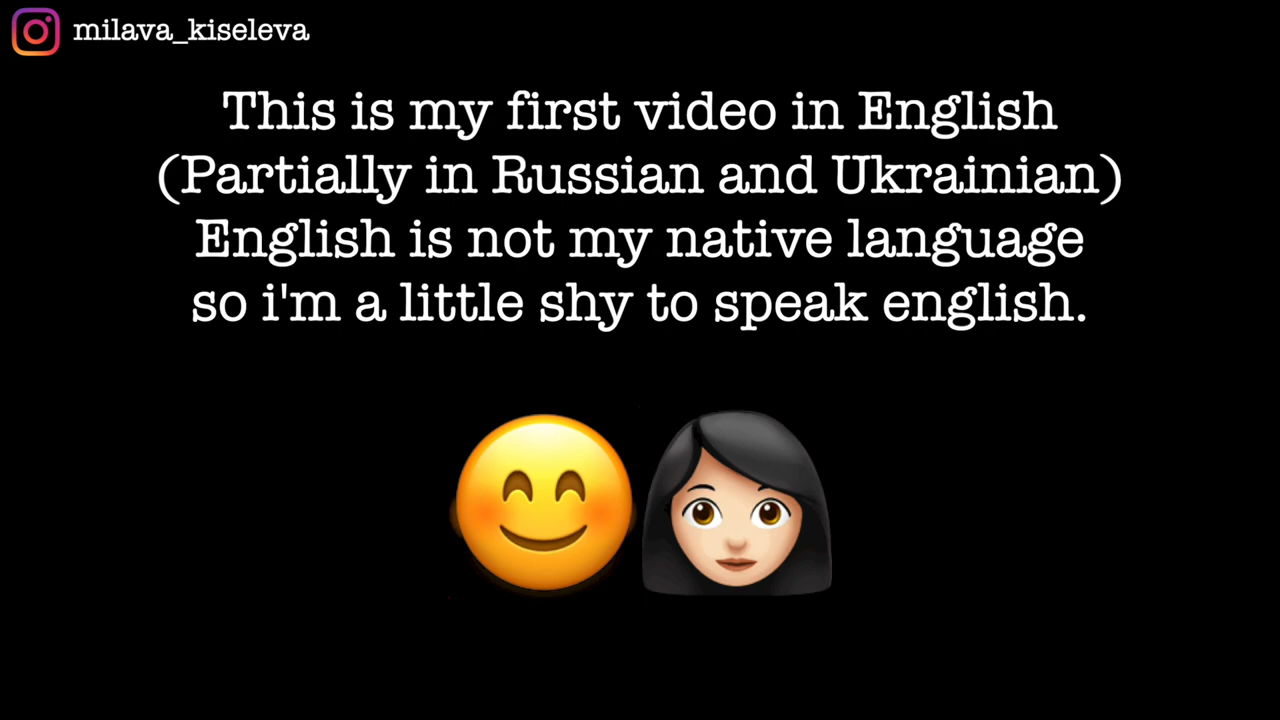 milava_kiseleva
This is my first video in English
(Partially in Russian and Ukrainian)
English is not my native language
so i'm a little shy to speak english.